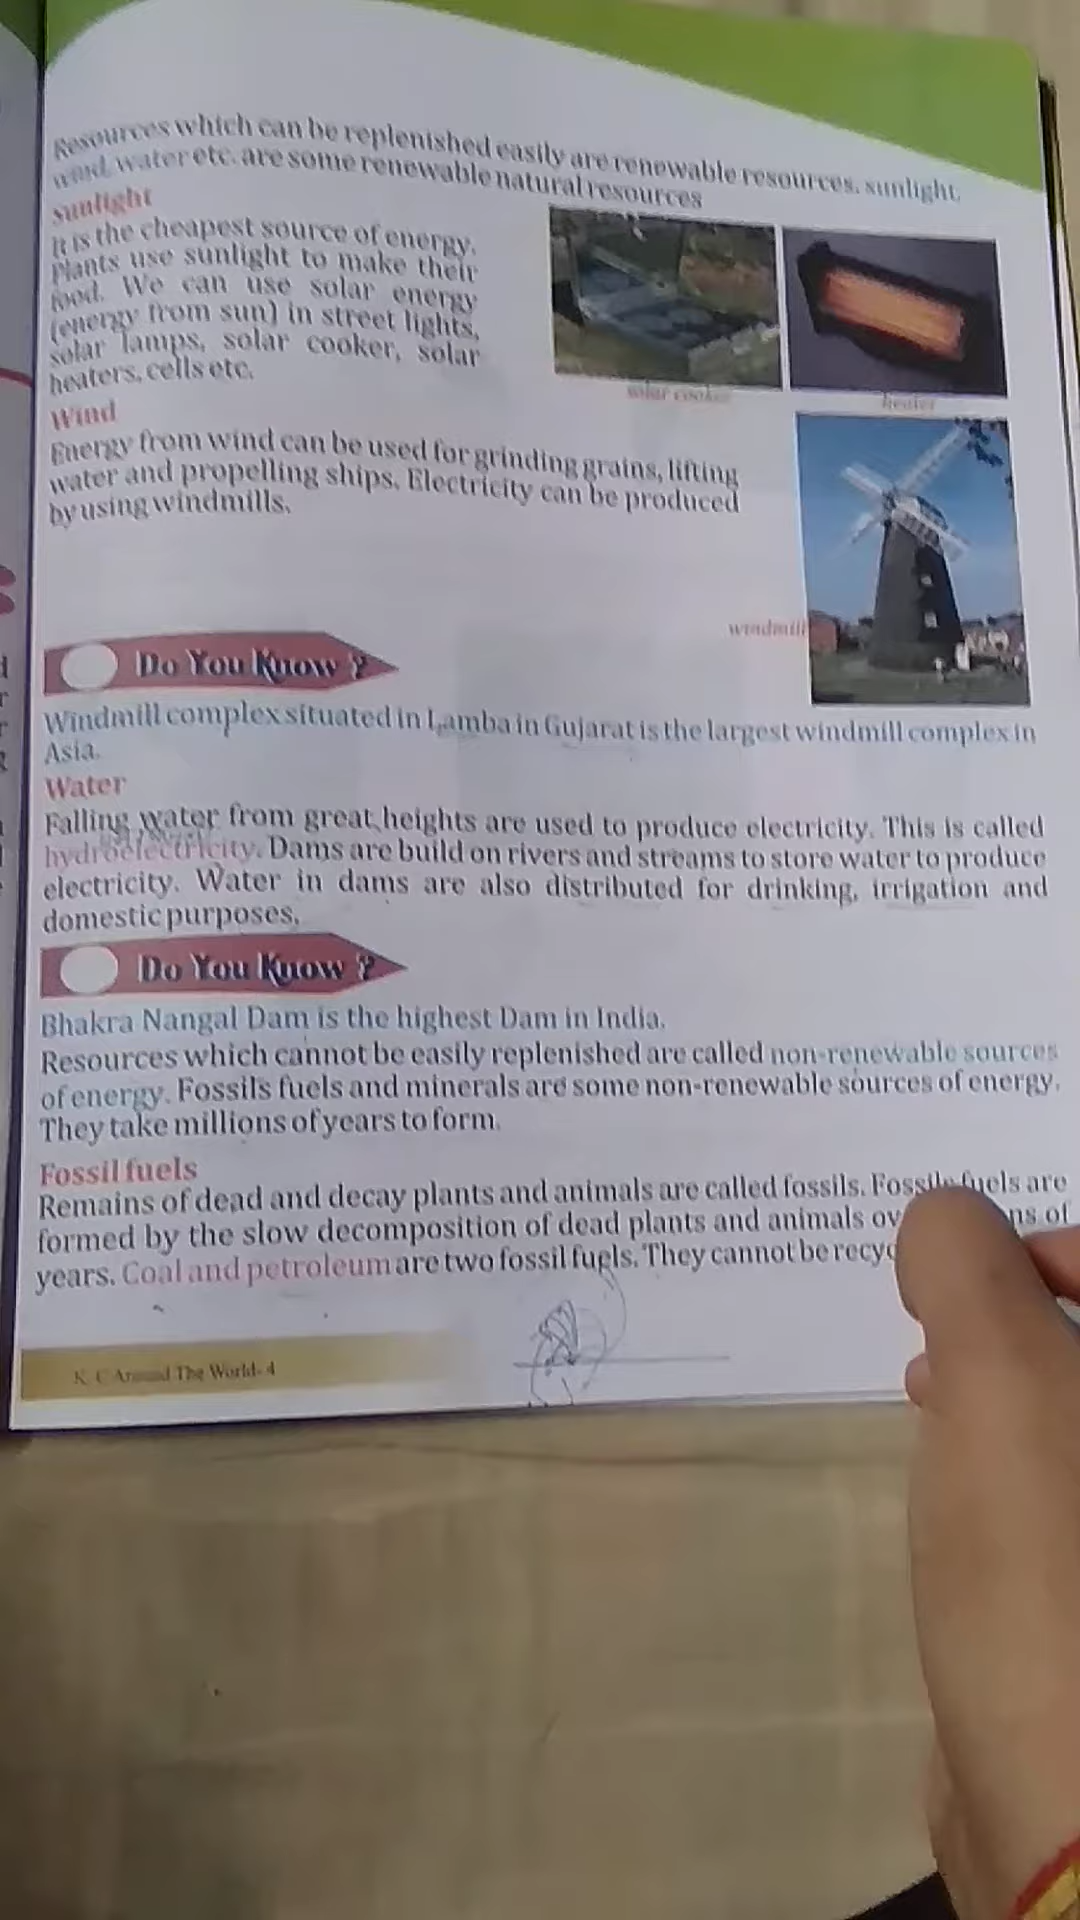 Resources which can be replenished easily are renewable resources. sunlight,
wind, water etc. are some renewable natural resources
sunlight
It is the cheapest source of energy.
Plants use sunlight to make their
food. We can use solar energy
(energy from sun) in street lights,
solar lamps, solar cooker, solar
heaters, cells etc.
solar cooker
heater
Wind
Energy from wind can be used for grinding grains, lifting
water and propelling ships. Electricity can be produced
by using windmills.
windmill
Do You Know ?
Windmill complex situated in Lamba in Gujarat is the largest windmill complex in
Asia.
Water
Falling water from great heights are used to produce electricity. This is called
hydroelectricity. Dams are build on rivers and streams to store water to produce
electricity. Water in dams are also distributed for drinking, irrigation and
domestic purposes.
Do You Know ?
Bhakra Nangal Dam is the highest Dam in India.
Resources which cannot be easily replenished are called non-renewable sources
of energy. Fossils fuels and minerals are some non-renewable sources of energy.
They take millions of years to form.
Fossil fuels
Remains of dead and decay plants and animals are called fossils. Fossils fuels are
formed by the slow decomposition of dead plants and animals of
years. Coal and petroleum are two fossil fuels. They cannot be
K. C Around The World- 4